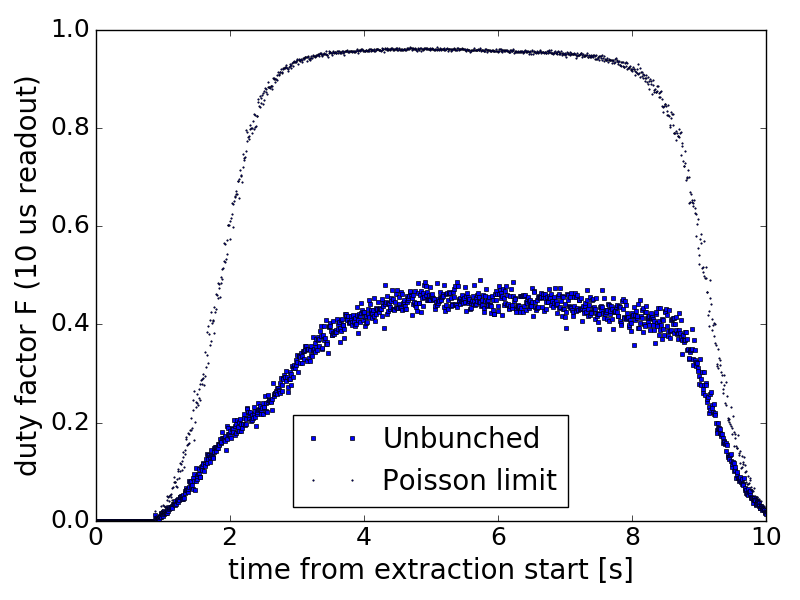 1.0
0.8
0.6
0.4
0.2
0.0
duty factor F (10 us readout)
Unbunched
Poisson limit
0 2 4 6 8 10
time from extraction start [s]